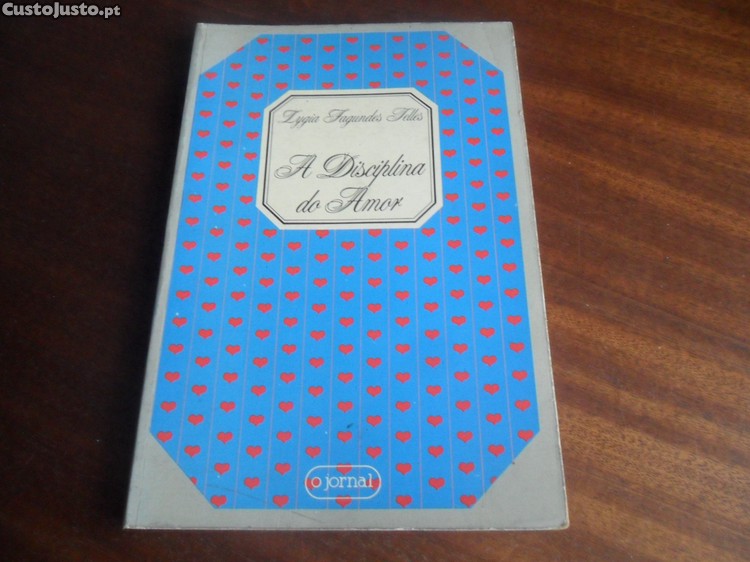 CustoJusto.pt
Lygia Fagundes Telles
A Disciplina
do Amor
o jornal